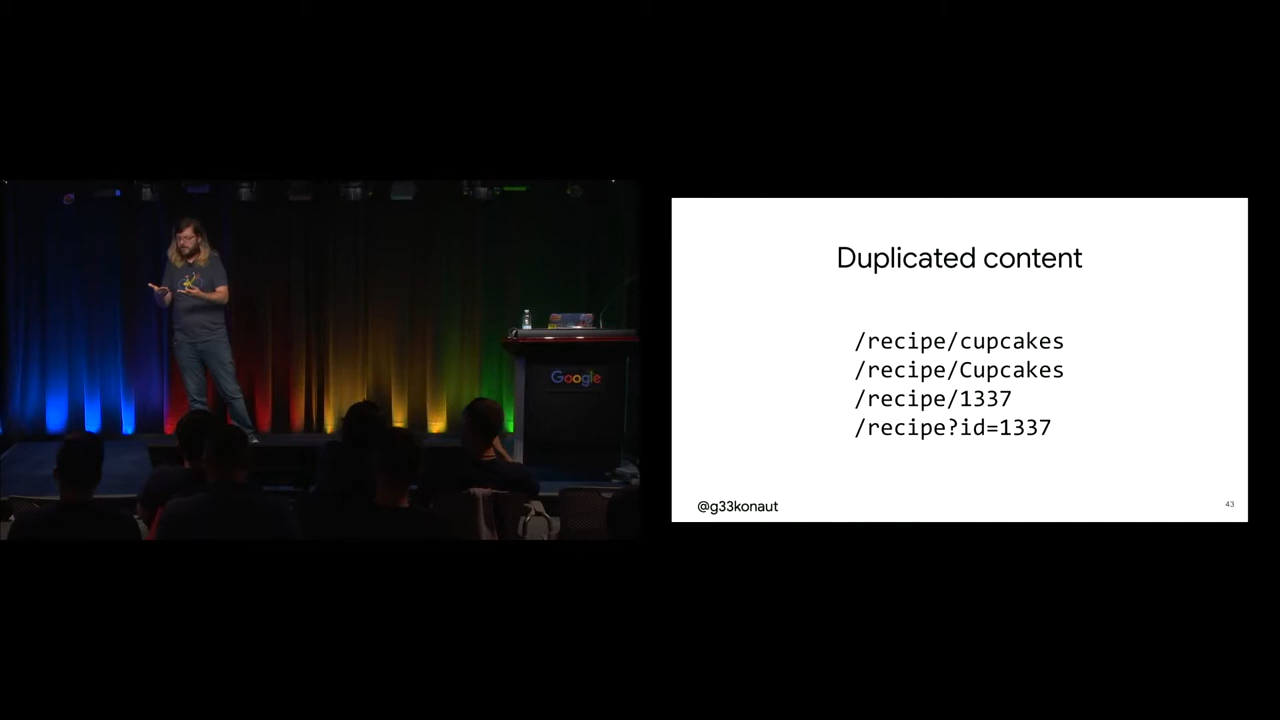 Google
Duplicated content
/recipe/cupcakes
/recipe/Cupcakes
/recipe/1337
/recipe?id=1337
@g33konaut
43